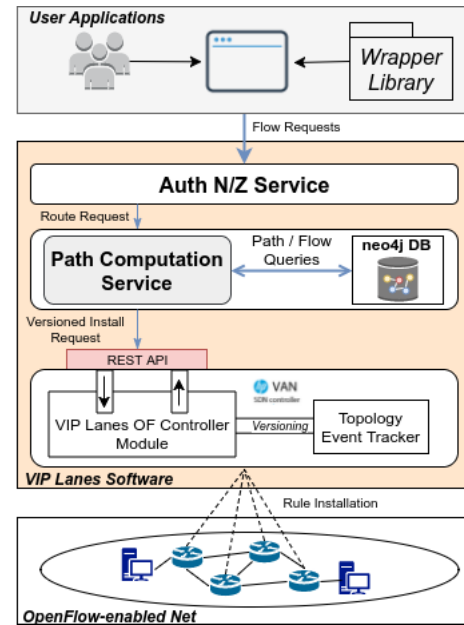 User Applications
Wrapper
Library
Flow Requests
Auth N/Z Service
Route Request
Path Computation
Service
Path / Flow
Queries
neo4j DB
Versioned Install
Request
REST API
hp VAN
SDN controller
VIP Lanes OF Controller
Module
Versioning
Topology
Event Tracker
VIP Lanes Software
Rule Installation
OpenFlow-enabled Net